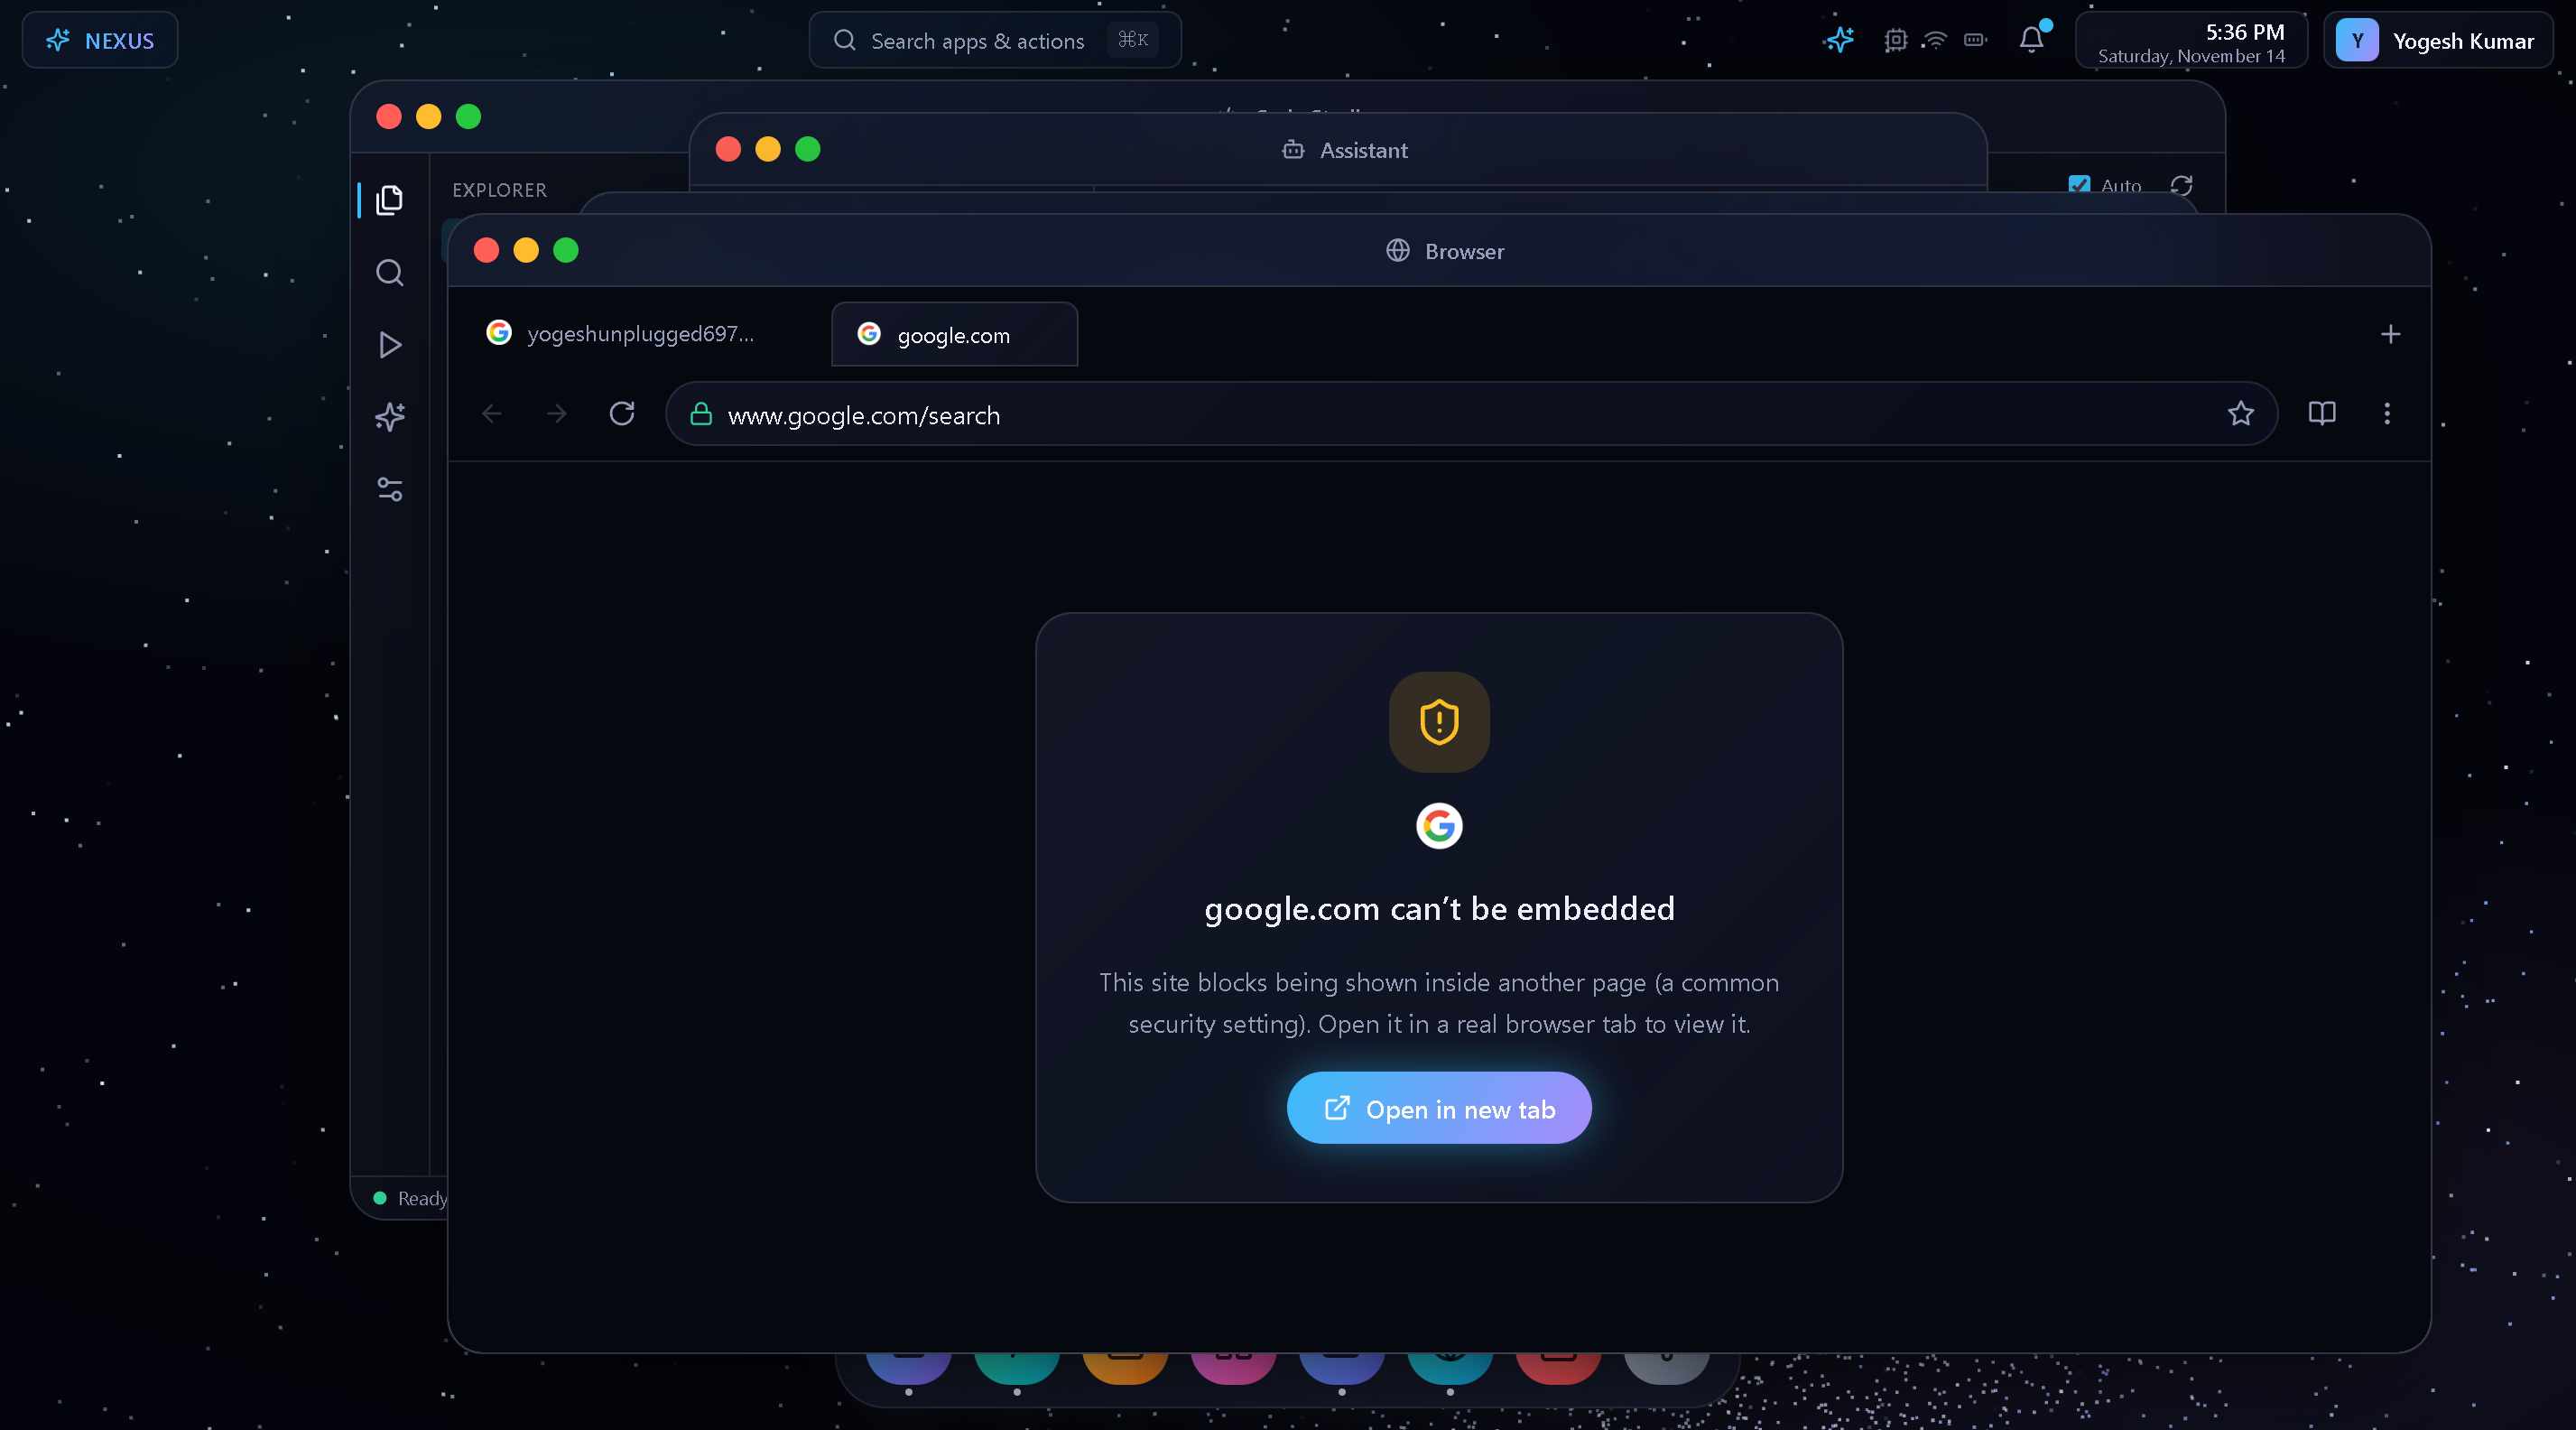 NEXUS
Search apps & actions ⌘K
5:36 PM
Saturday, November 14
Y Yogesh Kumar
Assistant
EXPLORER
Auto
Browser
yogeshunplugged697...
google.com
www.google.com/search
google.com can't be embedded
This site blocks being shown inside another page (a common
security setting). Open it in a real browser tab to view it.
Open in new tab
Ready